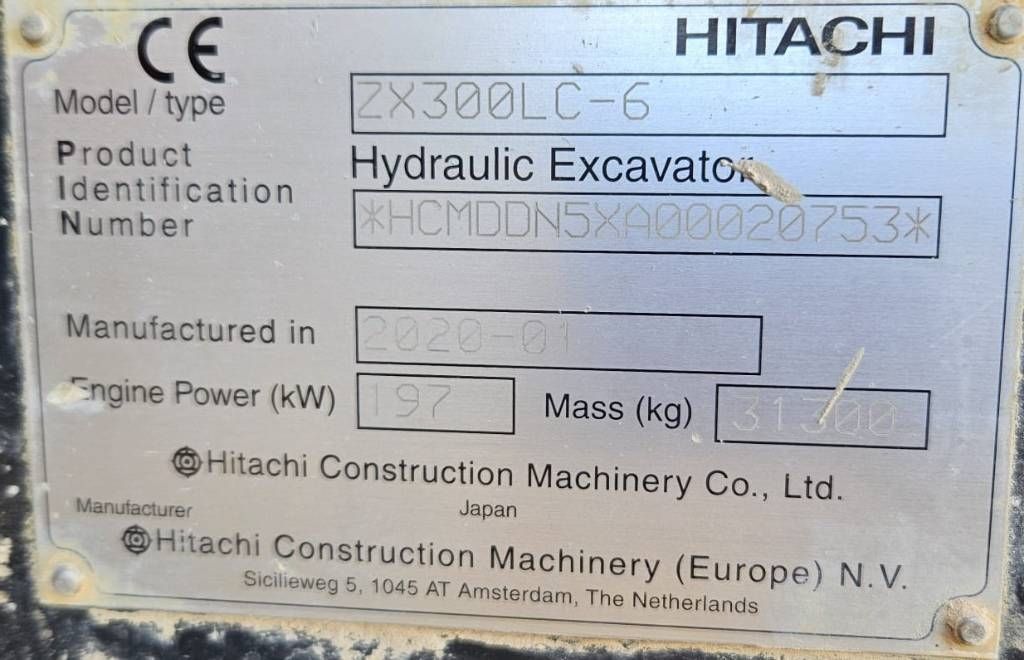 CE HITACHI
Model / type ZX300LC-6
Product Identification Number Hydraulic Excavator
*HCMDDN5XA00020753*
Manufactured in 2020-01
Engine Power (kW) 197 Mass (kg) 31300
Hitachi Construction Machinery Co., Ltd.
Manufacturer Japan
Hitachi Construction Machinery (Europe) N.V.
Sicilieweg 5, 1045 AT Amsterdam, The Netherlands